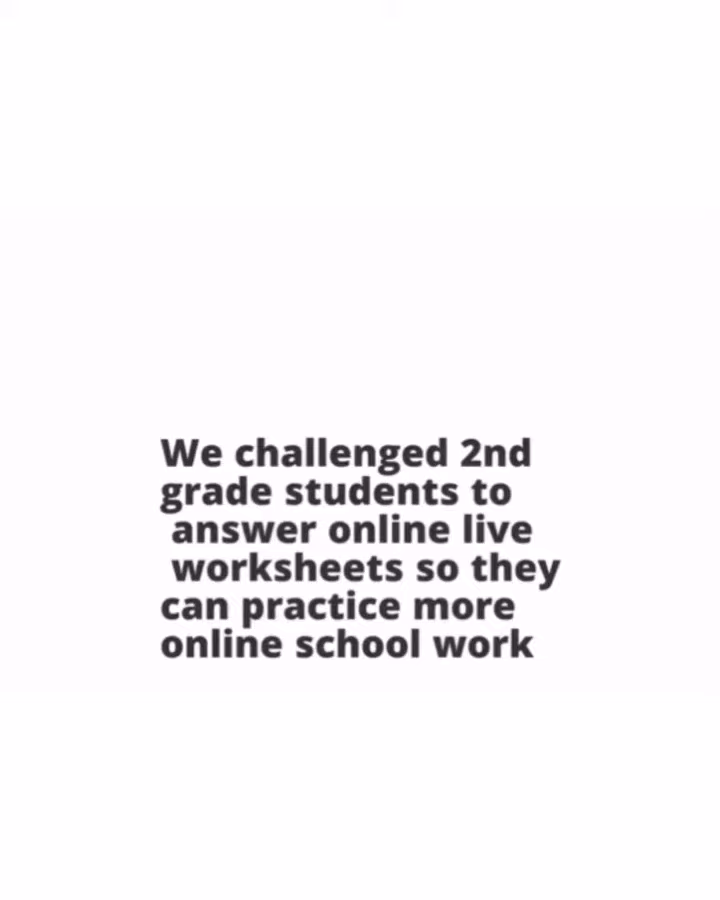 We challenged 2nd
grade students to
answer online live
worksheets so they
can practice more
online school work